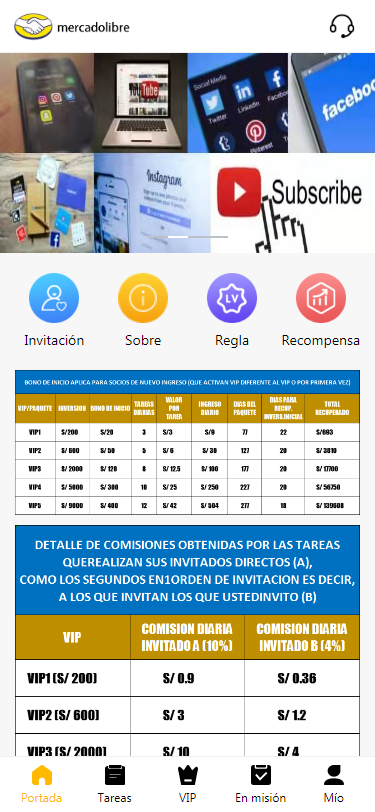 mercadolibre
You Tube
Social Media
Twitter
LinkedIn
Facebook
Pinterest
facebook
Instagram
Subscribe
Invitación Sobre Regla Recompensa
BONO DE INICIO APLICA PARA SOCIOS DE NUEVO INGRESO (QUE ACTIVAN VIP DIFERENTE AL VIP O POR PRIMERA VEZ)
VIP/PAQUETE INVERSION BONO DE INICIO TAREAS DIARIAS VALOR POR TAREA INGRESO DIARIO DIAS DEL PAQUETE DIAS PARA RECUP. INVERS.INICIAL TOTAL RECUPERADO
VIP1 S/200 S/20 3 S/3 S/9 77 22 S/693
VIP2 S/ 600 S/ 50 5 S/ 6 S/ 30 127 20 S/ 3810
VIP3 S/ 2000 S/ 120 8 S/ 12.5 S/ 100 177 20 S/ 17700
VIP4 S/ 5000 S/ 300 10 S/ 25 S/ 250 227 20 S/ 56750
VIP5 S/ 9000 S/ 400 12 S/ 42 S/ 504 277 18 S/ 139608
DETALLE DE COMISIONES OBTENIDAS POR LAS TAREAS
QUEREALIZAN SUS INVITADOS DIRECTOS (A),
COMO LOS SEGUNDOS EN1ORDEN DE INVITACION ES DECIR,
A LOS QUE INVITAN LOS QUE USTEDINVITO (B)
VIP COMISION DIARIA INVITADO A (10%) COMISION DIARIA INVITADO B (4%)
VIP1 (S/ 200) S/ 0.9 S/ 0.36
VIP2 (S/ 600) S/ 3 S/ 1.2
VIP3 (S/ 2000) S/ 10 S/ 4
Portada Tareas VIP En misión Mío